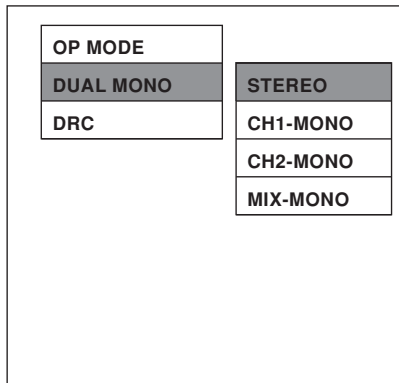 OP MODE
DUAL MONO
DRC
STEREO
CH1-MONO
CH2-MONO
MIX-MONO